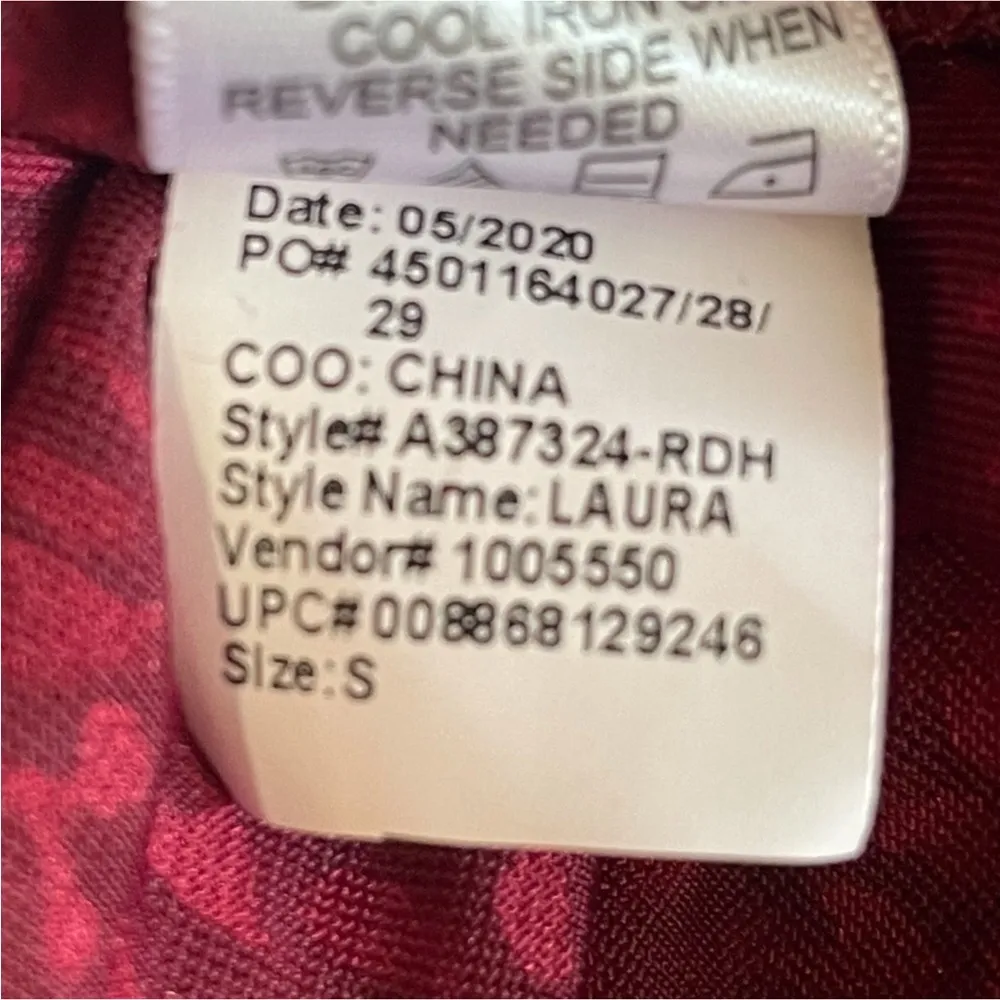 COOL IRON
REVERSE SIDE WHEN
NEEDED
Date: 05/2020
PO# 4501164027/28/
29
COO: CHINA
Style# A387324-RDH
Style Name: LAURA
Vendor# 1005550
UPC# 008868129246
Size: S